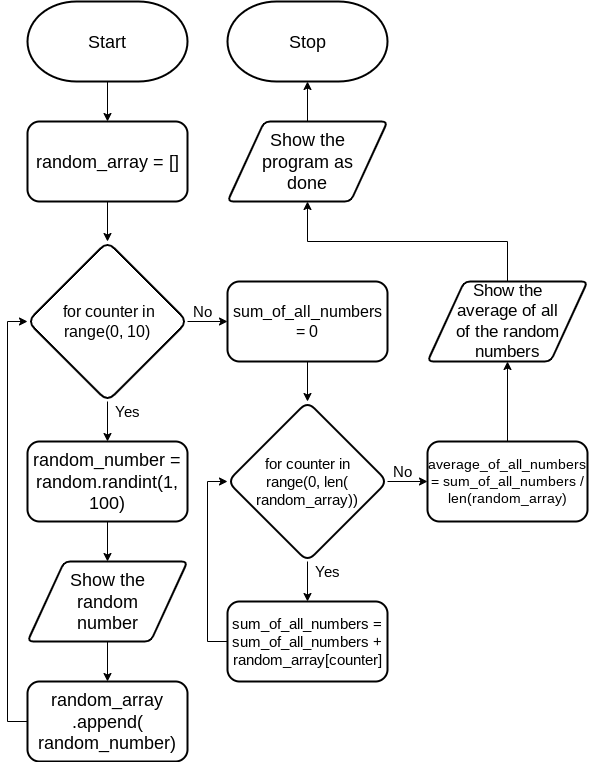 Start
random_array = []
for counter in
range(0, 10)
Yes
random_number =
random.randint(1,
100)
Show the
random
number
random_array
.append(
random_number)
No
sum_of_all_numbers
= 0
for counter in
range(0, len(
random_array))
Yes
sum_of_all_numbers =
sum_of_all_numbers +
random_array[counter]
No
average_of_all_numbers
= sum_of_all_numbers /
len(random_array)
Show the
average of all
of the random
numbers
Show the
program as
done
Stop